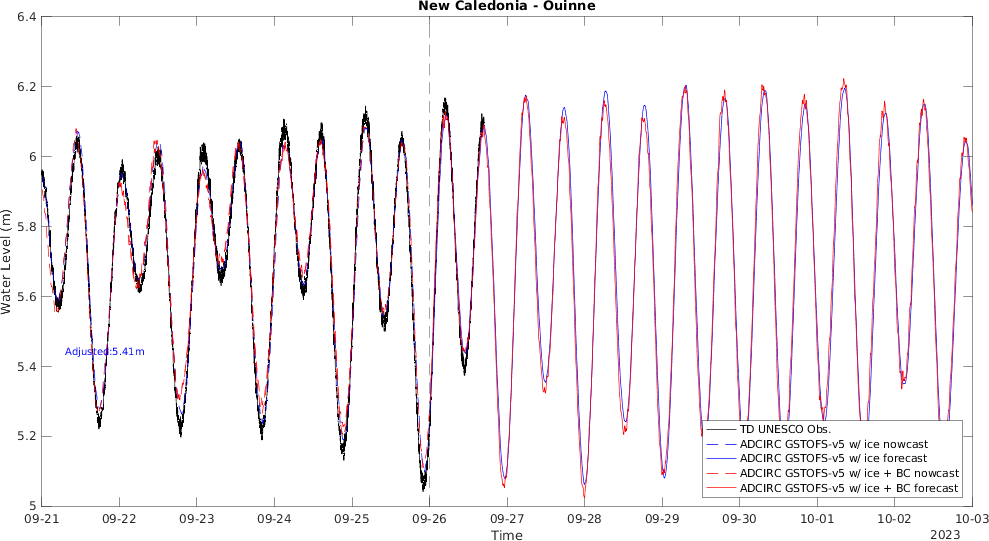 New Caledonia - Ouinne
6.4
6.2
6
5.8
5.6
5.4
5.2
5
Water Level (m)
Adjusted:5.41m
TD UNESCO Obs.
ADCIRC GSTOFS-v5 w/ ice nowcast
ADCIRC GSTOFS-v5 w/ ice forecast
ADCIRC GSTOFS-v5 w/ ice + BC nowcast
ADCIRC GSTOFS-v5 w/ ice + BC forecast
09-21 09-22 09-23 09-24 09-25 09-26 09-27 09-28 09-29 09-30 10-01 10-02 10-03
Time
2023